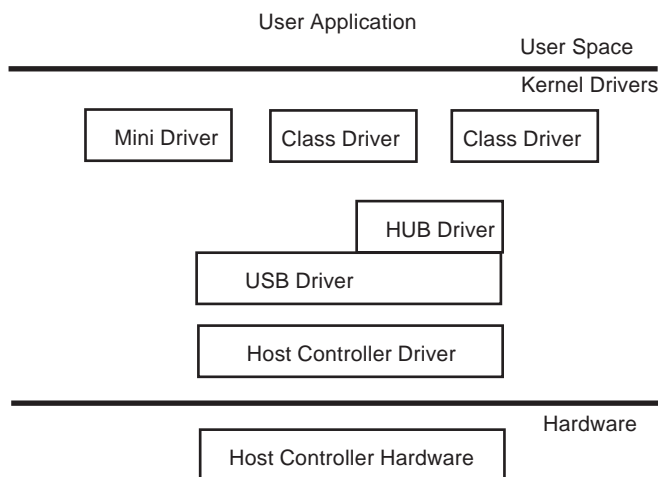 User Application
User Space
Kernel Drivers
Mini Driver
Class Driver
Class Driver
HUB Driver
USB Driver
Host Controller Driver
Hardware
Host Controller Hardware